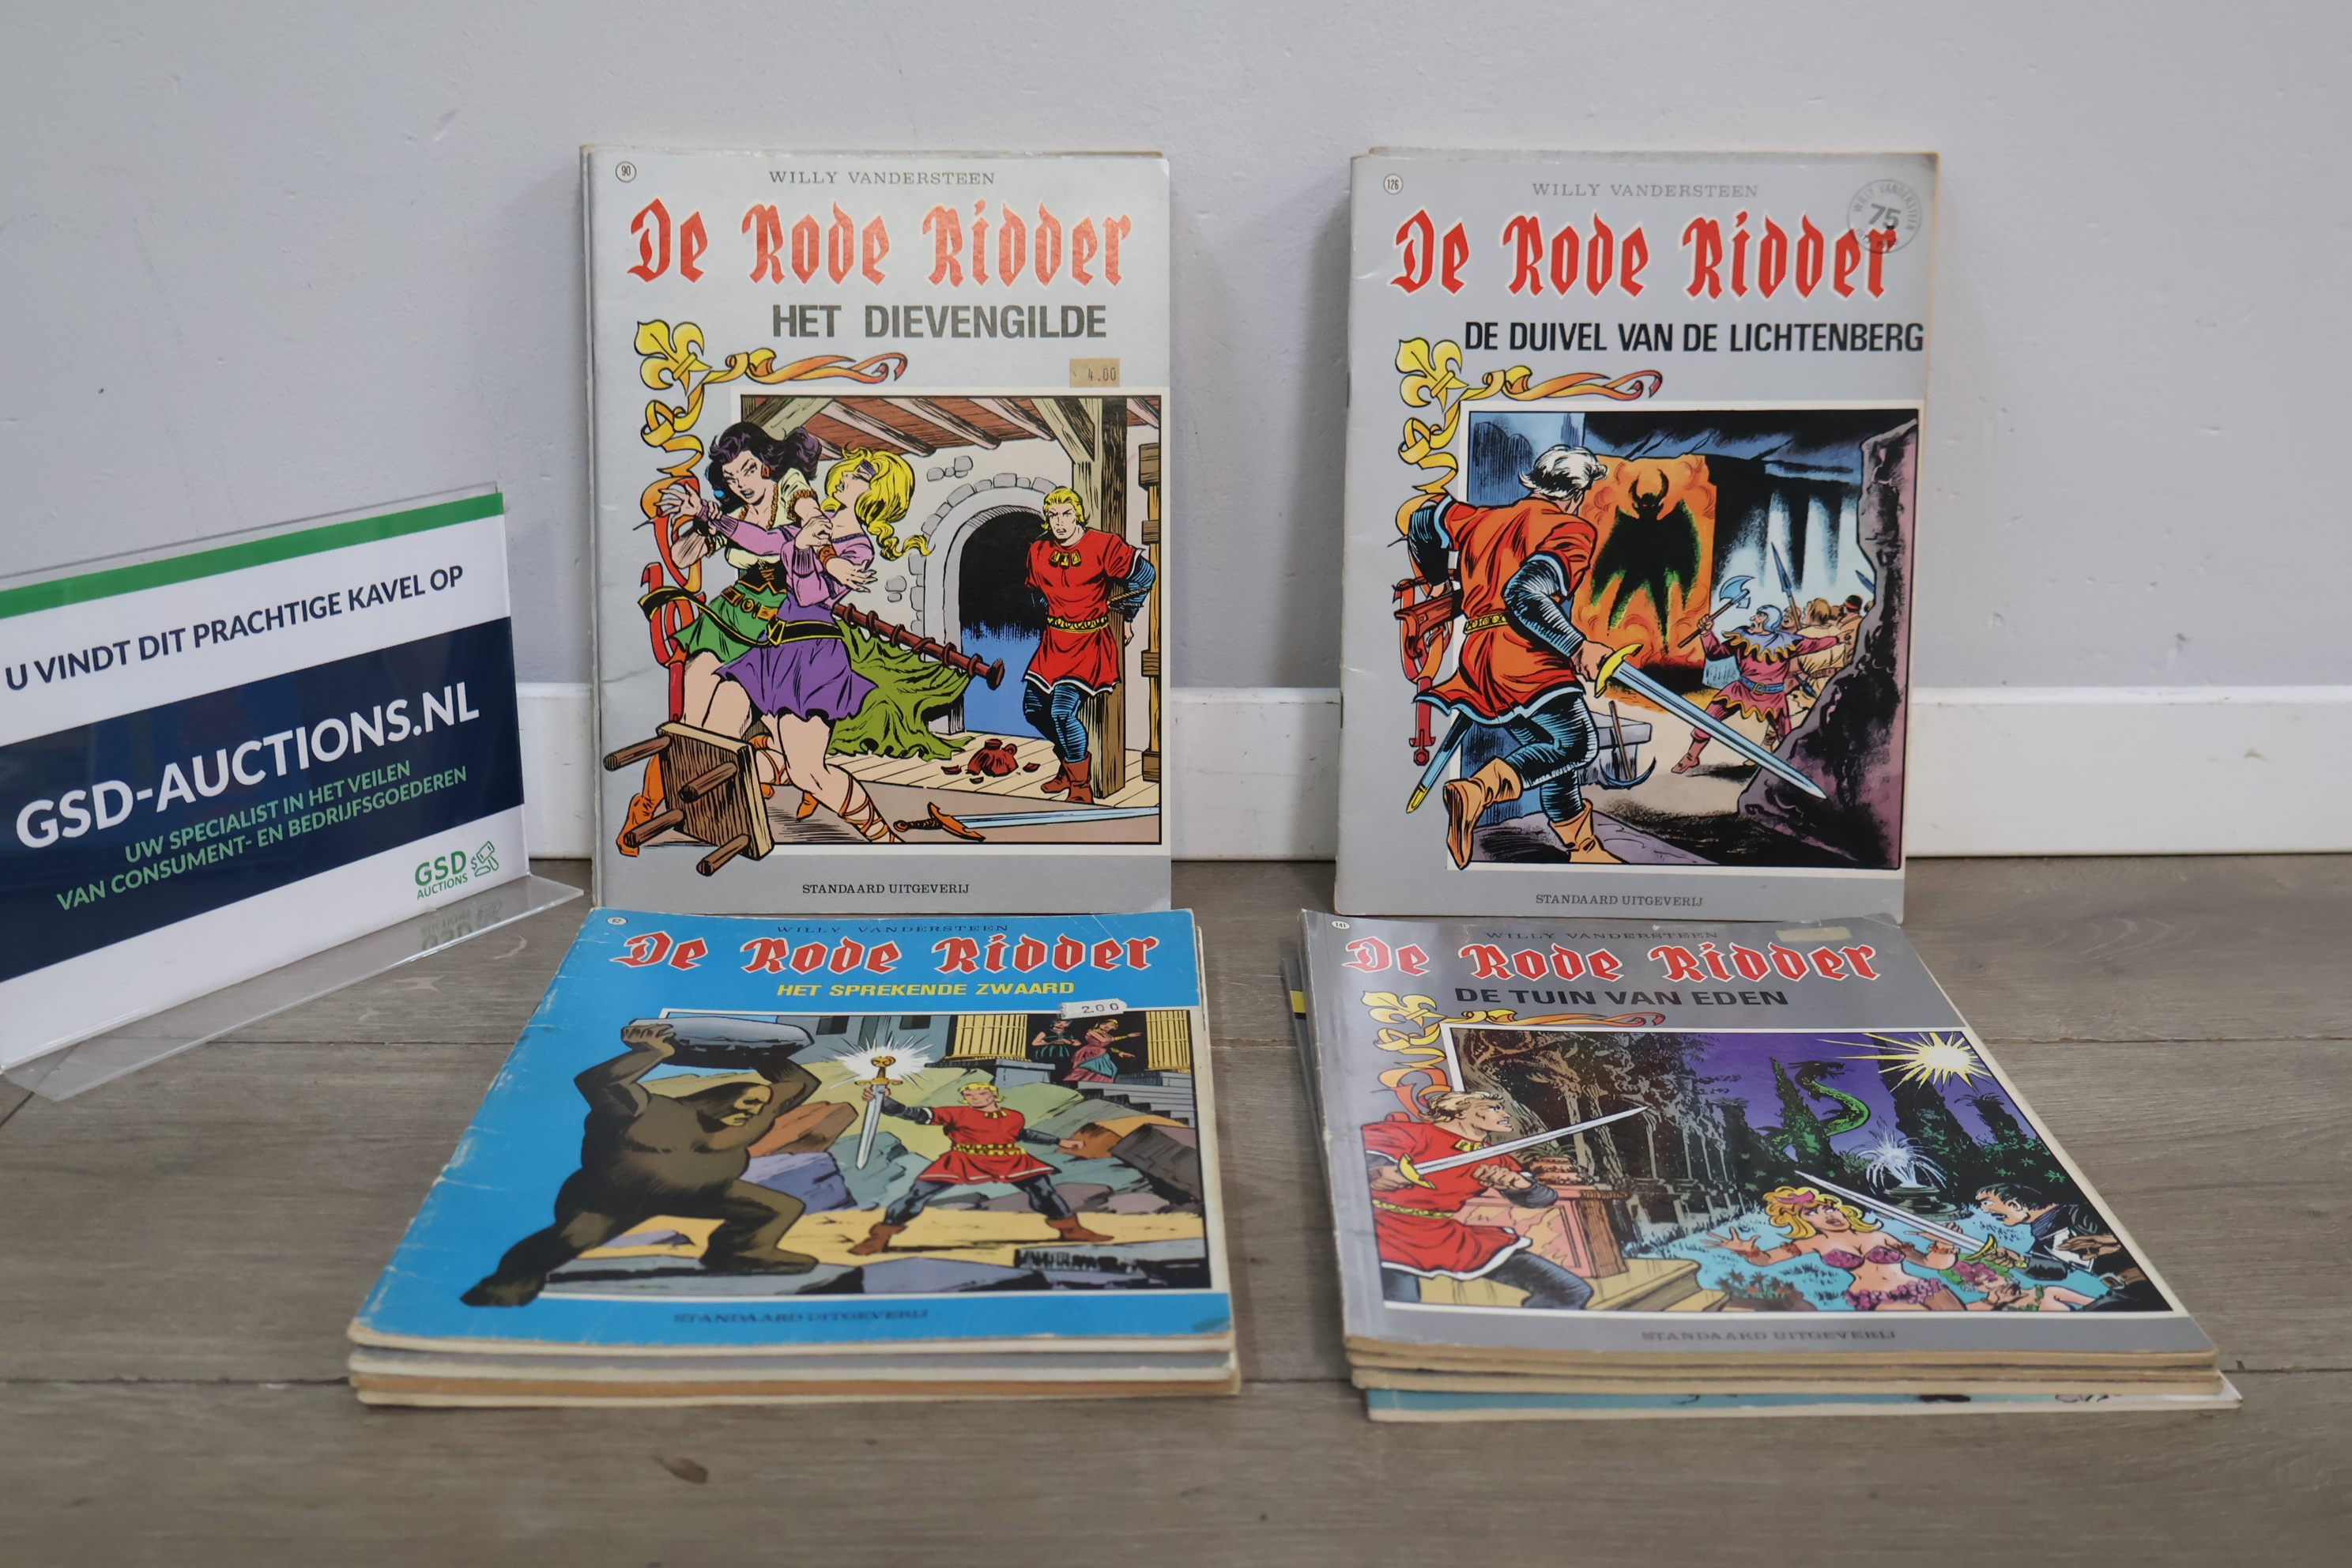 U VINDT DIT PRACHTIGE KAVEL OP
GSD-AUCTIONS.NL
UW SPECIALIST IN HET VEILEN
VAN CONSUMENT- EN BEDRIJFSGOEDEREN
GSD
AUCTIONS
90
WILLY VANDERSTEEN
De Rode Ridder
HET DIEVENGILDE
4.00
STANDAARD UITGEVERIJ
126
WILLY VANDERSTEEN
De Rode Ridder
WILLY VANDERSTEEN
75
DE DUIVEL VAN DE LICHTENBERG
STANDAARD UITGEVERIJ
WILLY VANDERSTEEN
De Rode Ridder
HET SPREKENDE ZWAARD
2.00
STANDAARD UITGEVERIJ
141
WILLY VANDERSTEEN
De Rode Ridder
DE TUIN VAN EDEN
STANDAARD UITGEVERIJ